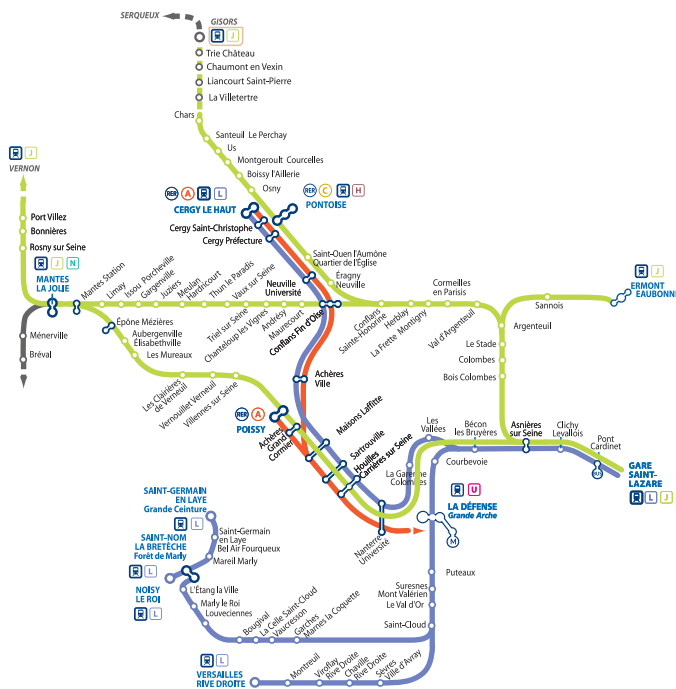 SERQUEUX
GISORS
J
Trie Château
Chaumont en Vexin
Liancourt Saint-Pierre
La Villetertre
Chars
Santeuil Le Perchay
Us
Montgeroult Courcelles
Boissy l'Aillerie
Osny
J
VERNON
RER A L
CERGY LE HAUT
RER C H
PONTOISE
Port Villez
Bonnières
Rosny sur Seine
Cergy Saint-Christophe
Cergy Préfecture
Saint-Ouen l'Aumône
Quartier de l'Église
Éragny
Neuville
J N
MANTES
LA JOLIE
Mantes Station
Limay
Issou Porcheville
Gargenville
Juziers
Meulan
Hardricourt
Thun le Paradis
Vaux sur Seine
Neuville
Université
Cormeilles
en Parisis
J
ERMONT
EAUBONNE
Sannois
Argenteuil
Triel sur Seine
Chanteloup les Vignes
Andrésy
Maurecourt
Conflans Fin d'Oise
Conflans
Sainte-Honorine
Herblay
La Frette Montigny
Val d'Argenteuil
Le Stade
Colombes
Bois Colombes
Ménerville
Bréval
Épône Mézières
Aubergenville
Élisabethville
Les Mureaux
Les Clairières
de Verneuil
Vernouillet Verneuil
Villennes sur Seine
Achères
Ville
RER A
POISSY
Achères
Grand
Cormier
Maisons Laffitte
Sartrouville
Houilles
Carrières sur Seine
Les
Vallées
Bécon
les Bruyères
Asnières
sur Seine
Clichy
Levallois
Pont
Cardinet
La Garenne
Colombes
Courbevoie
BUS
GARE
SAINT-
LAZARE
L J
U
LA DÉFENSE
Grande Arche
M
Nanterre
Université
SAINT-GERMAIN
EN LAYE
Grande Ceinture
L
Saint-Germain
en Laye
Bel Air Fourqueux
Mareil Marly
SAINT-NOM
LA BRETÈCHE
Forêt de Marly
L
NOISY
LE ROI
L
L'Étang la Ville
Marly le Roi
Louveciennes
Bougival
La Celle Saint-Cloud
Vaucresson
Garches
Marnes la Coquette
Puteaux
Suresnes
Mont Valérien
Le Val d'Or
Saint-Cloud
L
VERSAILLES
RIVE DROITE
Montreuil
Viroflay
Rive Droite
Chaville
Rive Droite
Sèvres
Ville d'Avray